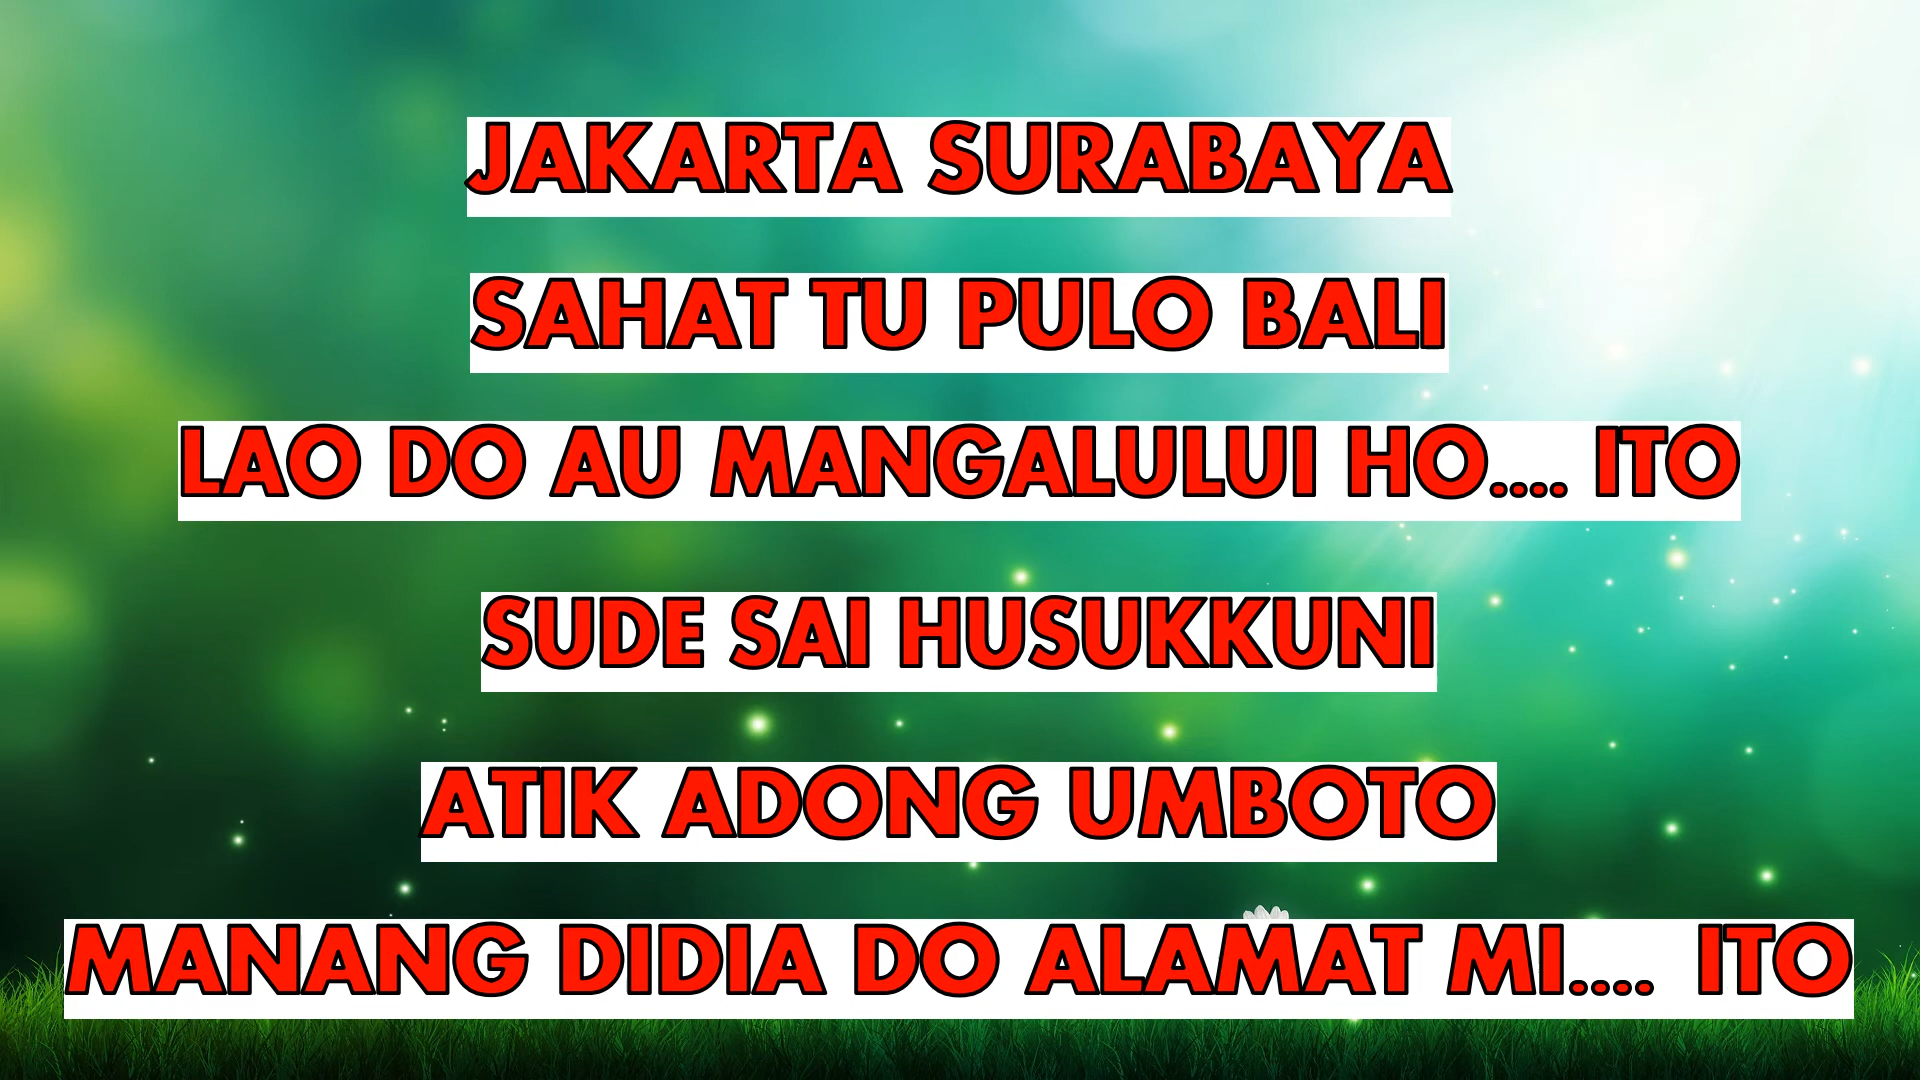 JAKARTA SURABAYA
SAHAT TU PULO BALI
LAO DO AU MANGALULUI HO.... ITO
SUDE SAI HUSUKKUNI
ATIK ADONG UMBOTO
MANANG DIDIA DO ALAMAT MI.... ITO